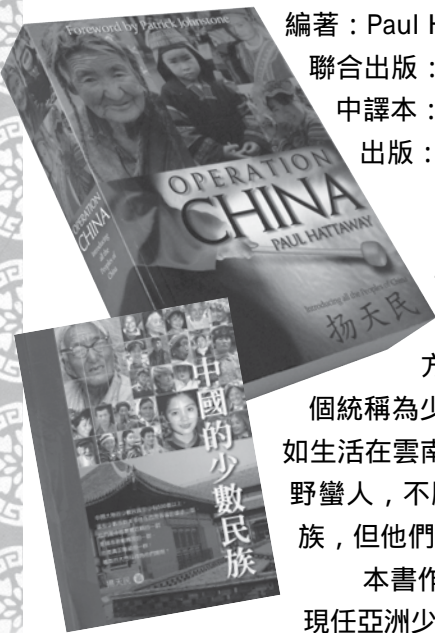 Foreword by Patrick Johnstone
OPERATION
CHINA
PAUL HATTAWAY
Introducing all the Peoples of China
扬天民
OPERATION
CHINA
中國的少數民族
編著：Paul H
聯合出版：
中譯本：
出版：
方
個統稱為少
如生活在雲南
野蠻人，不
族，但他們
本書作
現任亞洲少